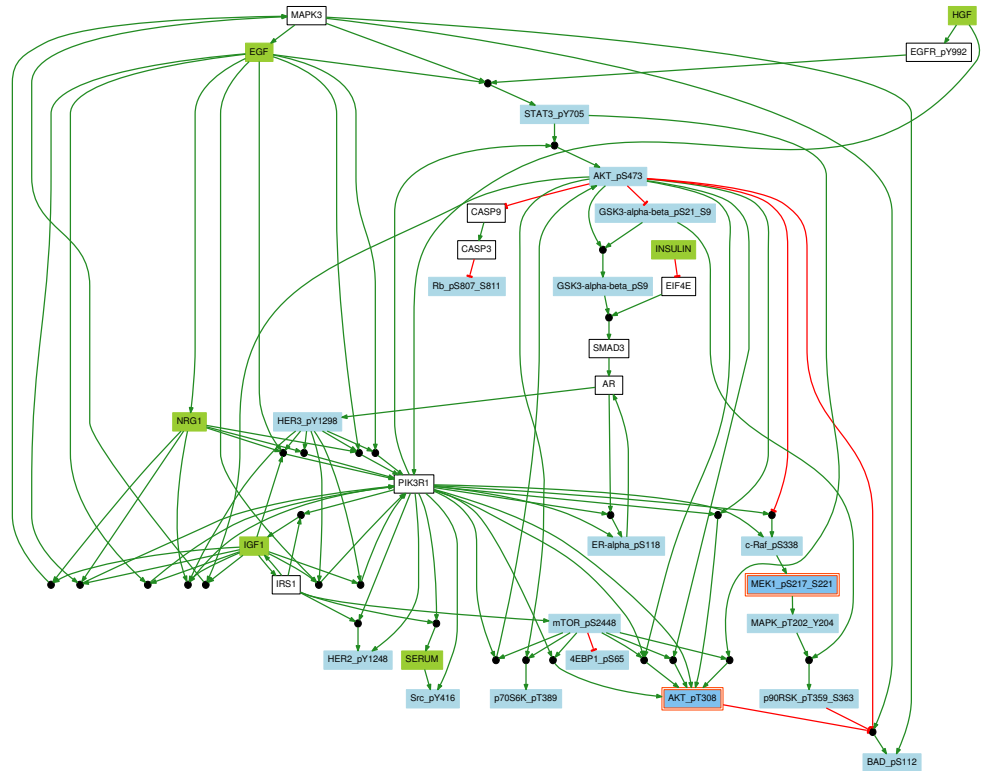 MAPK3
HGF
EGF
EGFR_pY992
STAT3_pY705
AKT_pS473
CASP9
GSK3-alpha-beta_pS21_S9
CASP3
INSULIN
Rb_pS807_S811
GSK3-alpha-beta_pS9
EIF4E
SMAD3
AR
NRG1
HER3_pY1298
PIK3R1
IGF1
ER-alpha_pS118
c-Raf_pS338
IRS1
MEK1_pS217_S221
mTOR_pS2448
MAPK_pT202_Y204
HER2_pY1248
SERUM
4EBP1_pS65
Src_pY416
p70S6K_pT389
AKT_pT308
p90RSK_pT359_S363
BAD_pS112